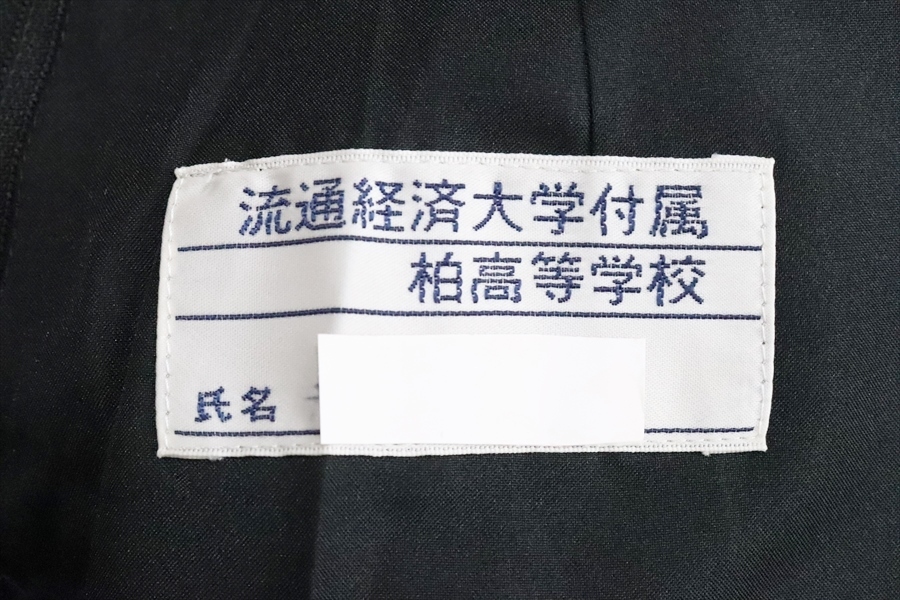 流通経済大学付属
柏高等学校
氏名